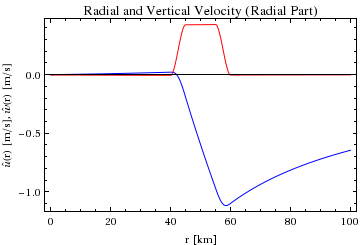 Radial and Vertical Velocity (Radial Part)
û(r) [m/s], ŵ(r) [m/s]
0.0
−0.5
−1.0
0 20 40 60 80 100
r [km]